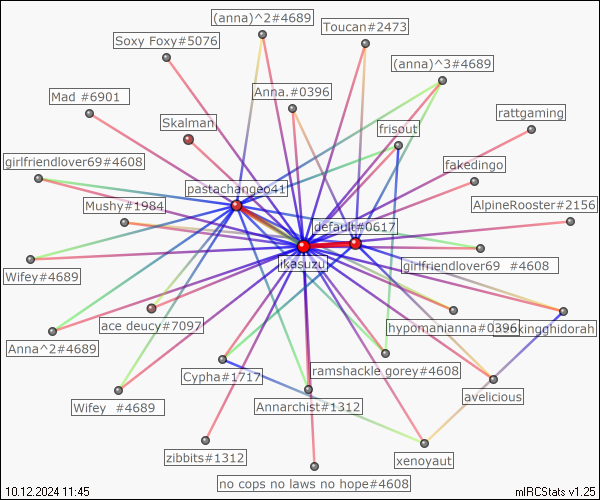 (anna)^2#4689
Toucan#2473
Soxy Foxy#5076
(anna)^3#4689
Anna.#0396
Mad #6901
rattgaming
Skalman
frisout
girlfriendlover69#4608
fakedingo
pastachangeo41
Mushy#1984
AlpineRooster#2156
default#0617
ikasuzu
girlfriendlover69 #4608
Wifey#4689
ace deucy#7097
hypomanianna#0396
kingghidorah
Anna^2#4689
ramshackle gorey#4608
Cypha#1717
avelicious
Wifey #4689
Annarchist#1312
zibbits#1312
xenoyaut
no cops no laws no hope#4608
10.12.2024 11:45
mIRCStats v1.25